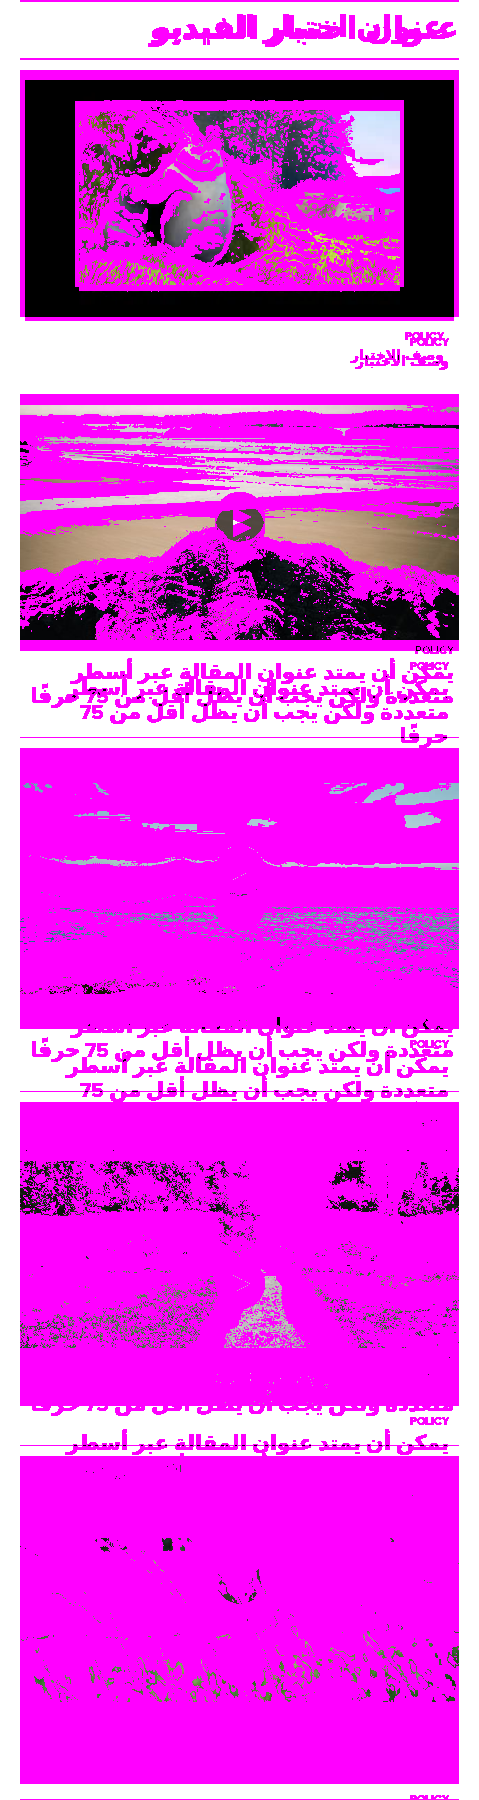 عنوان اختبار الفيديو
POLICY
POLICY
وصف الاختبار
وصف الاختبار
POLICY
POLICY
يمكن أن يمتد عنوان المقالة عبر أسطر
يمكن أن يمتد عنوان المقالة عبر أسطر
متعددة ولكن يجب أن يظل أقل من 75 حرفًا
متعددة ولكن يجب أن يظل أقل من 75
حرفًا
يمكن أن يمتد عنوان المقالة عبر أسطر
POLICY
متعددة ولكن يجب أن يظل أقل من 75 حرفًا
يمكن أن يمتد عنوان المقالة عبر أسطر
متعددة ولكن يجب أن يظل أقل من 75
متعددة ولكن يجب أن يظل أقل من 75 حرفًا
POLICY
يمكن أن يمتد عنوان المقالة عبر أسطر
POLICY